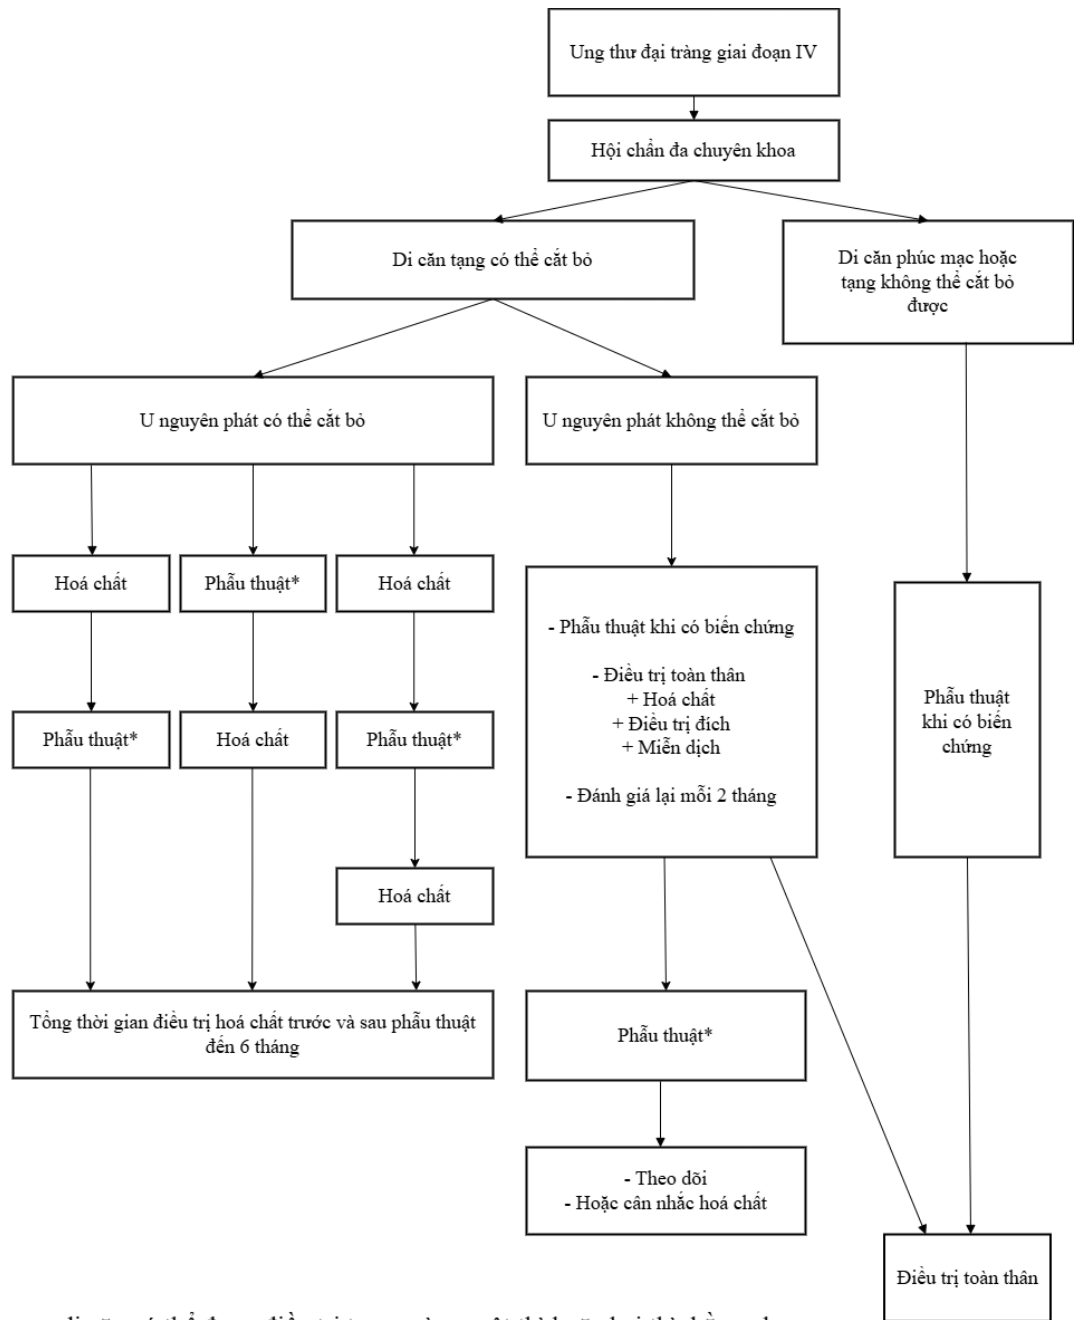 Ung thư đại tràng giai đoạn IV
Hội chẩn đa chuyên khoa
Di căn tạng có thể cắt bỏ
Di căn phúc mạc hoặc
tạng không thể cắt bỏ
được
U nguyên phát có thể cắt bỏ
U nguyên phát không thể cắt bỏ
Hoá chất
Phẫu thuật*
Hoá chất
Phẫu thuật*
Hoá chất
Phẫu thuật*
Hoá chất
- Phẫu thuật khi có biến chứng
- Điều trị toàn thân
+ Hoá chất
+ Điều trị đích
+ Miễn dịch
- Đánh giá lại mỗi 2 tháng
Phẫu thuật
khi có biến
chứng
Tổng thời gian điều trị hoá chất trước và sau phẫu thuật
đến 6 tháng
Phẫu thuật*
- Theo dõi
- Hoặc cân nhắc hoá chất
Điều trị toàn thân